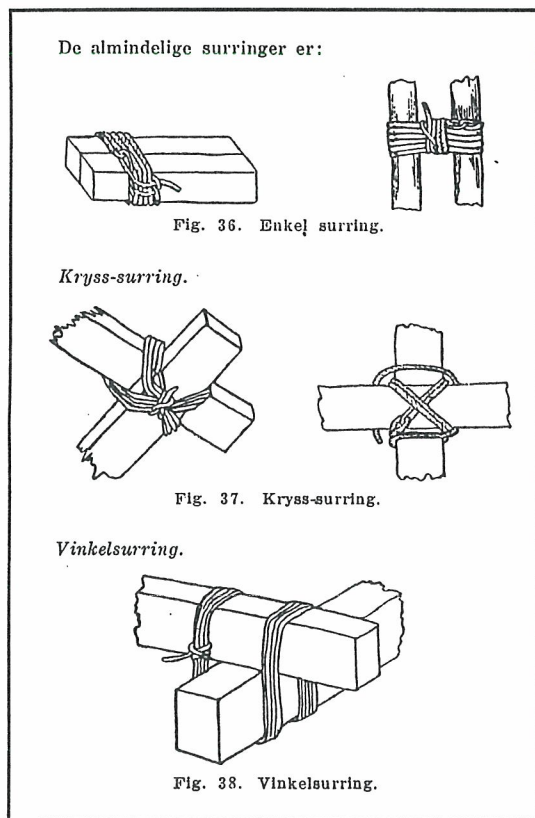 De almindelige surringer er:
Fig. 36. Enkel surring.
Kryss-surring.
Fig. 37. Kryss-surring.
Vinkelsurring.
Fig. 38. Vinkelsurring.